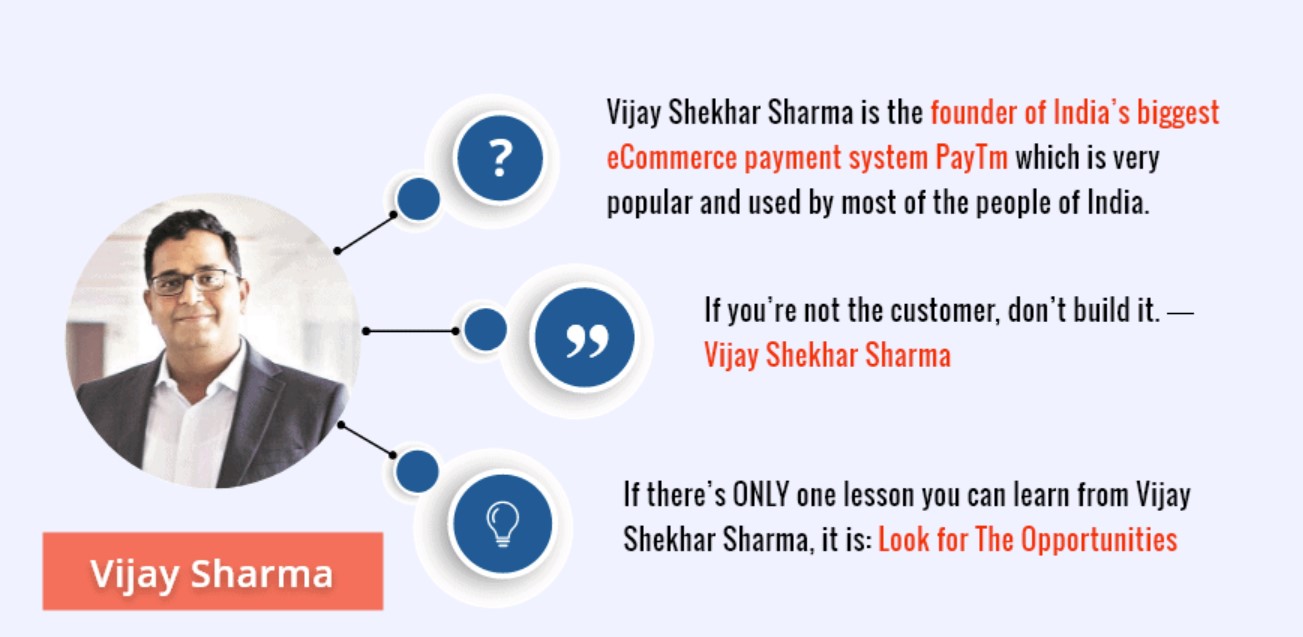 Vijay Shekhar Sharma is the founder of India's biggest
eCommerce payment system PayTm which is very
popular and used by most of the people of India.
?
If you're not the customer, don't build it. —
Vijay Shekhar Sharma
”
If there's ONLY one lesson you can learn from Vijay
Shekhar Sharma, it is: Look for The Opportunities
Vijay Sharma